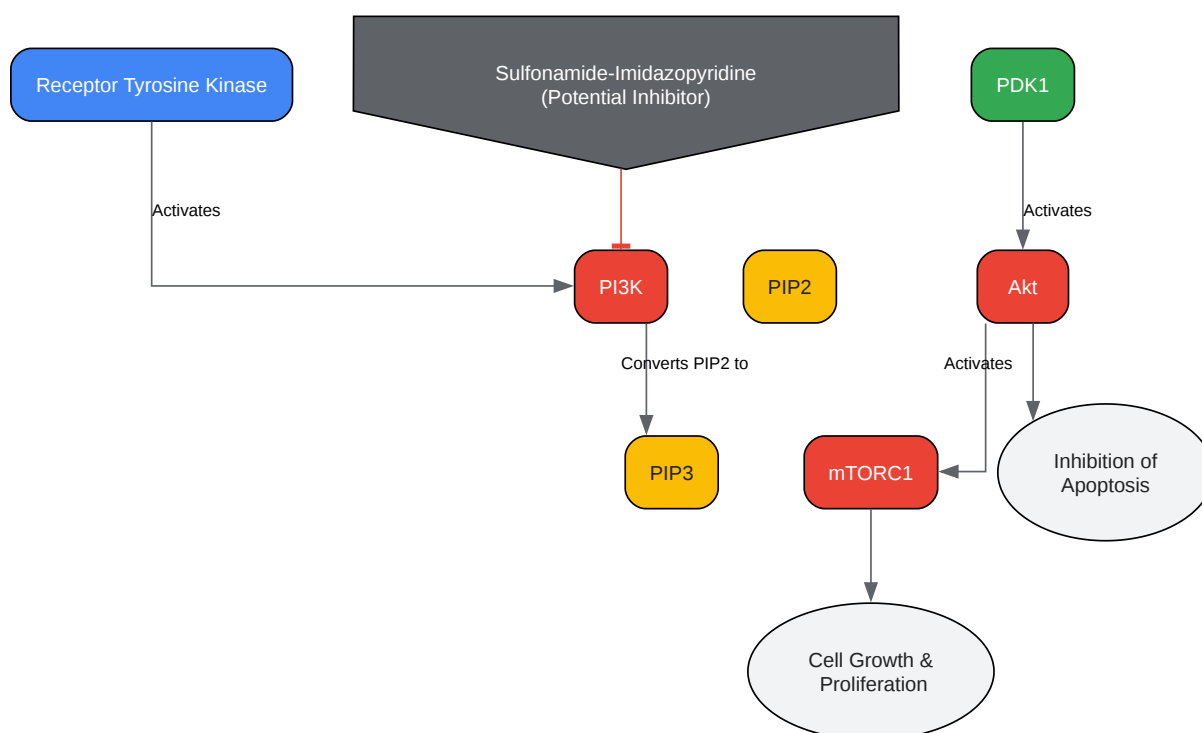 Receptor Tyrosine Kinase
Sulfonamide-Imidazopyridine
(Potential Inhibitor)
PDK1
Activates
Activates
PI3K
PIP2
Akt
Converts PIP2 to
Activates
PIP3
mTORC1
Inhibition of
Apoptosis
Cell Growth &
Proliferation